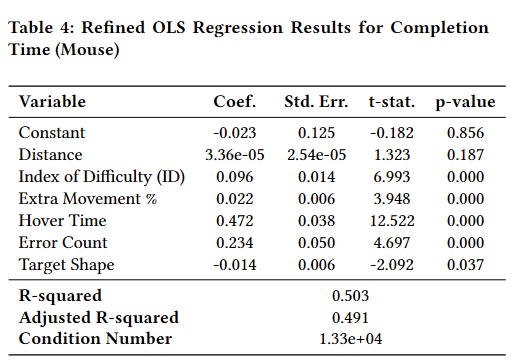 Table 4: Refined OLS Regression Results for Completion
Time (Mouse)
Variable Coef. Std. Err. t-stat. p-value
Constant -0.023 0.125 -0.182 0.856
Distance 3.36e-05 2.54e-05 1.323 0.187
Index of Difficulty (ID) 0.096 0.014 6.993 0.000
Extra Movement % 0.022 0.006 3.948 0.000
Hover Time 0.472 0.038 12.522 0.000
Error Count 0.234 0.050 4.697 0.000
Target Shape -0.014 0.006 -2.092 0.037
R-squared 0.503
Adjusted R-squared 0.491
Condition Number 1.33e+04